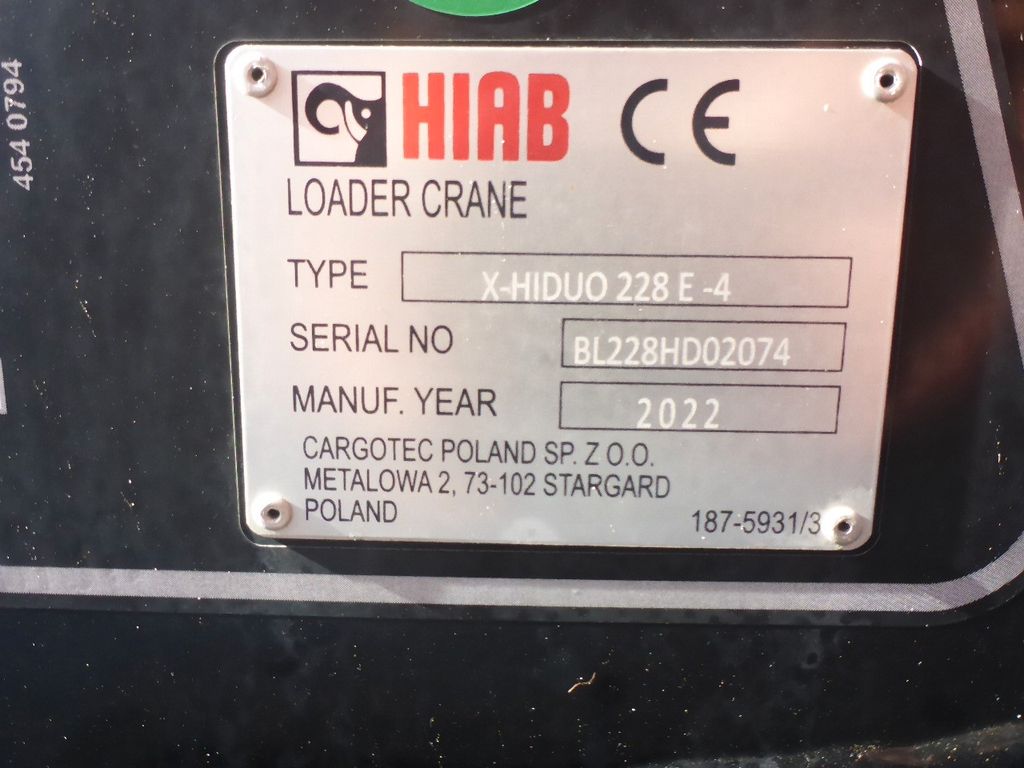 454 0794
HIAB CE
LOADER CRANE
TYPE X-HIDUO 228 E -4
SERIAL NO BL228HD02074
MANUF. YEAR 2022
CARGOTEC POLAND SP. Z O.O.
METALOWA 2, 73-102 STARGARD
POLAND
187-5931/3